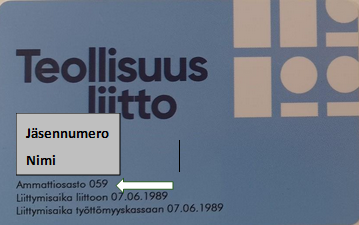 Teollisuus
liitto
Jäsennumero
Nimi
Ammattiosasto 059
Liittymisaika liittoon 07.06.1989
Liittymisaika työttömyyskassaan 07.06.1989